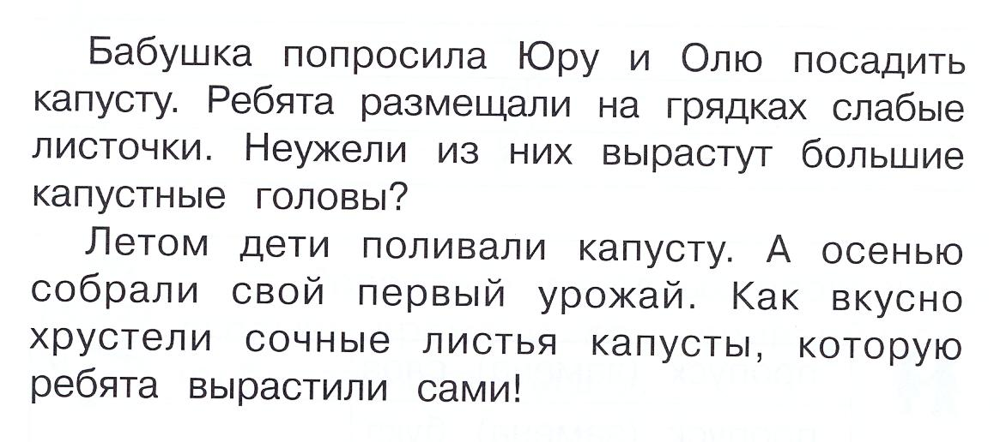 Бабушка попросила Юру и Олю посадить
капусту. Ребята размещали на грядках слабые
листочки. Неужели из них вырастут большие
капустные головы?
Летом дети поливали капусту. А осенью
собрали свой первый урожай. Как вкусно
хрустели сочные листья капусты, которую
ребята вырастили сами!